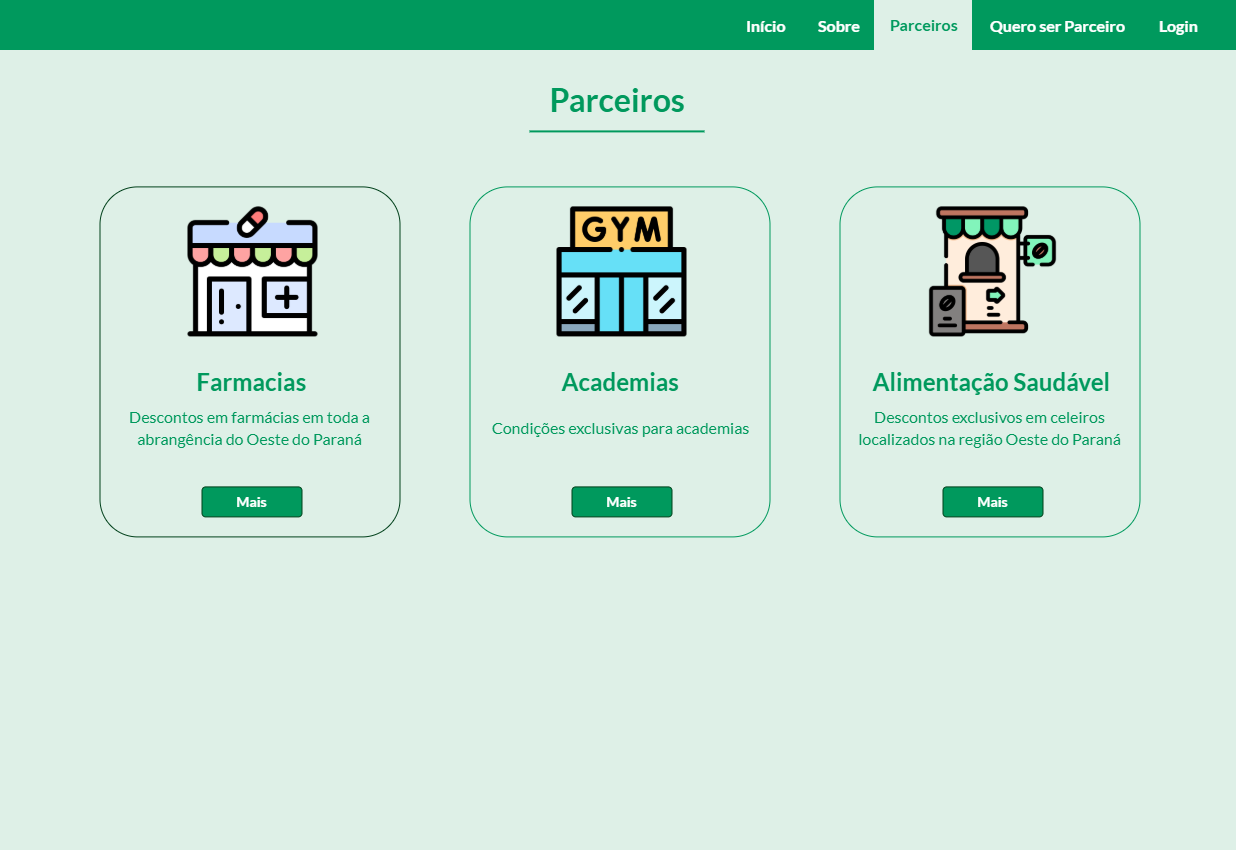 Início Sobre Parceiros Quero ser Parceiro Login
Parceiros
GYM
Farmacias
Descontos em farmácias em toda a
abrangência do Oeste do Paraná
Mais
Academias
Condições exclusivas para academias
Mais
Alimentação Saudável
Descontos exclusivos em celeiros
localizados na região Oeste do Paraná
Mais